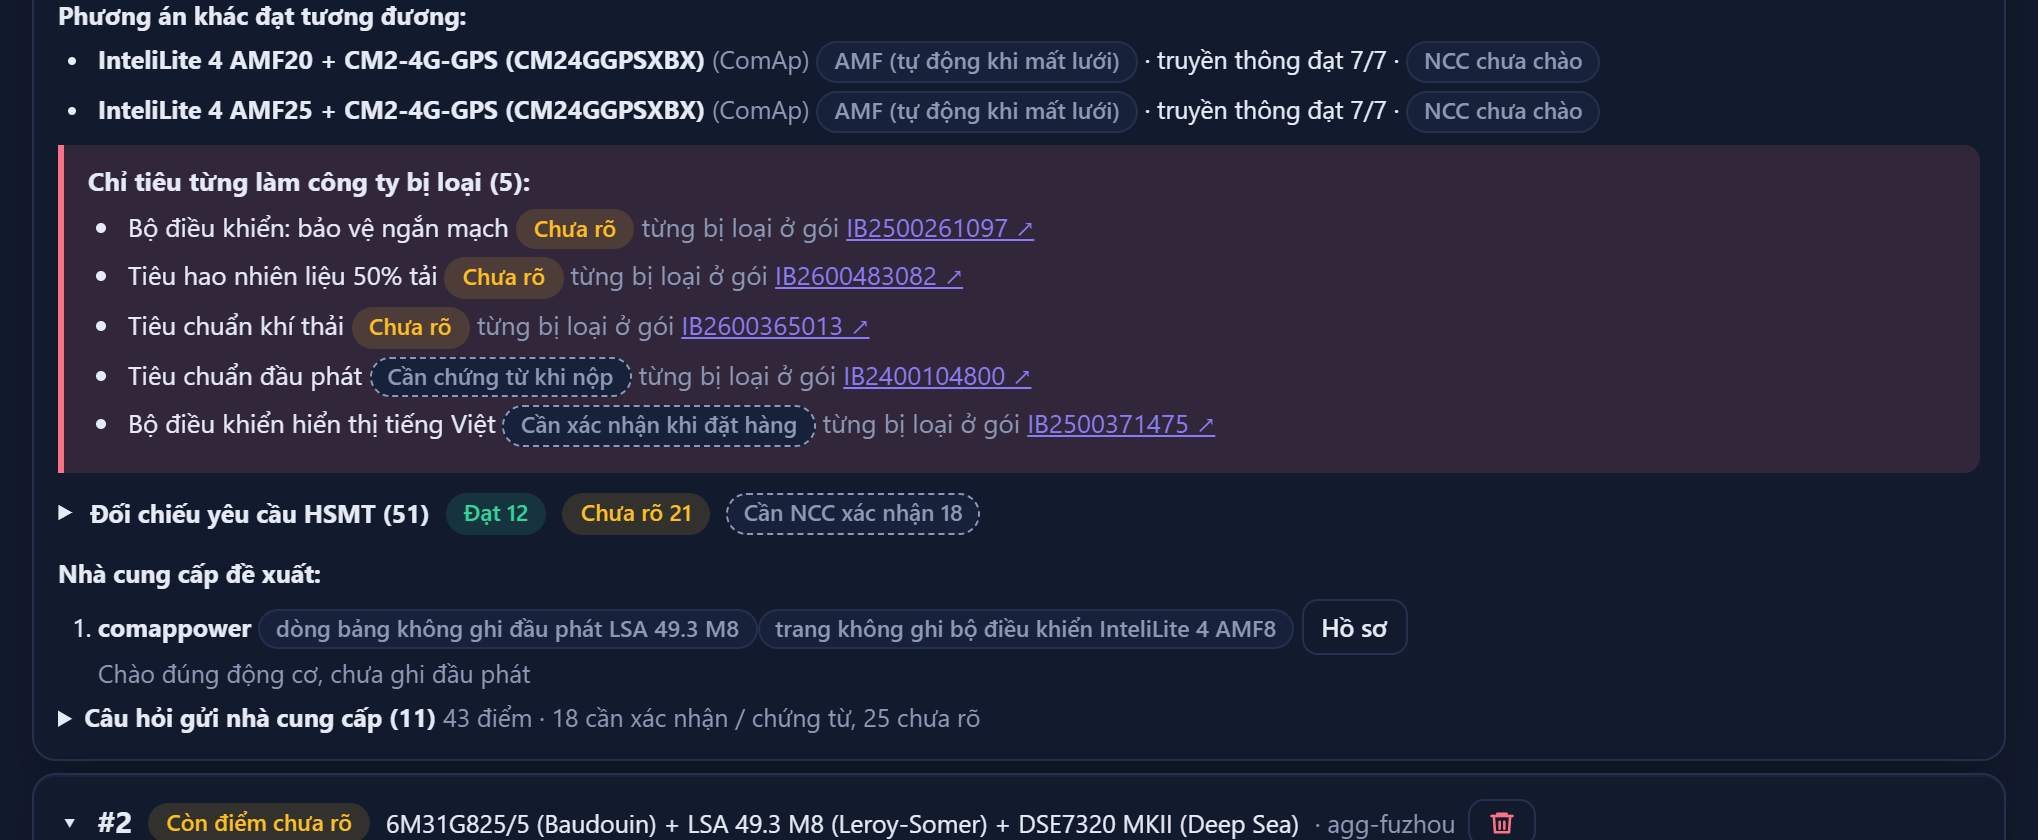 Phương án khác đạt tương đương:
• InteliLite 4 AMF20 + CM2-4G-GPS (CM24GGPSXBX) (ComAp) AMF (tự động khi mất lưới) · truyền thông đạt 7/7 · NCC chưa chào
• InteliLite 4 AMF25 + CM2-4G-GPS (CM24GGPSXBX) (ComAp) AMF (tự động khi mất lưới) · truyền thông đạt 7/7 · NCC chưa chào
Chỉ tiêu từng làm công ty bị loại (5):
• Bộ điều khiển: bảo vệ ngắn mạch Chưa rõ từng bị loại ở gói IB2500261097 ↗
• Tiêu hao nhiên liệu 50% tải Chưa rõ từng bị loại ở gói IB2600483082 ↗
• Tiêu chuẩn khí thải Chưa rõ từng bị loại ở gói IB2600365013 ↗
• Tiêu chuẩn đầu phát Cần chứng từ khi nộp từng bị loại ở gói IB2400104800 ↗
• Bộ điều khiển hiển thị tiếng Việt Cần xác nhận khi đặt hàng từng bị loại ở gói IB2500371475 ↗
▶ Đối chiếu yêu cầu HSMT (51) Đạt 12 Chưa rõ 21 Cần NCC xác nhận 18
Nhà cung cấp đề xuất:
1. comappower dòng bảng không ghi đầu phát LSA 49.3 M8 trang không ghi bộ điều khiển InteliLite 4 AMF8 Hồ sơ
Chào đúng động cơ, chưa ghi đầu phát
▶ Câu hỏi gửi nhà cung cấp (11) 43 điểm · 18 cần xác nhận / chứng từ, 25 chưa rõ
▼ #2 Còn điểm chưa rõ 6M31G825/5 (Baudouin) + LSA 49.3 M8 (Leroy-Somer) + DSE7320 MKII (Deep Sea) · agg-fuzhou